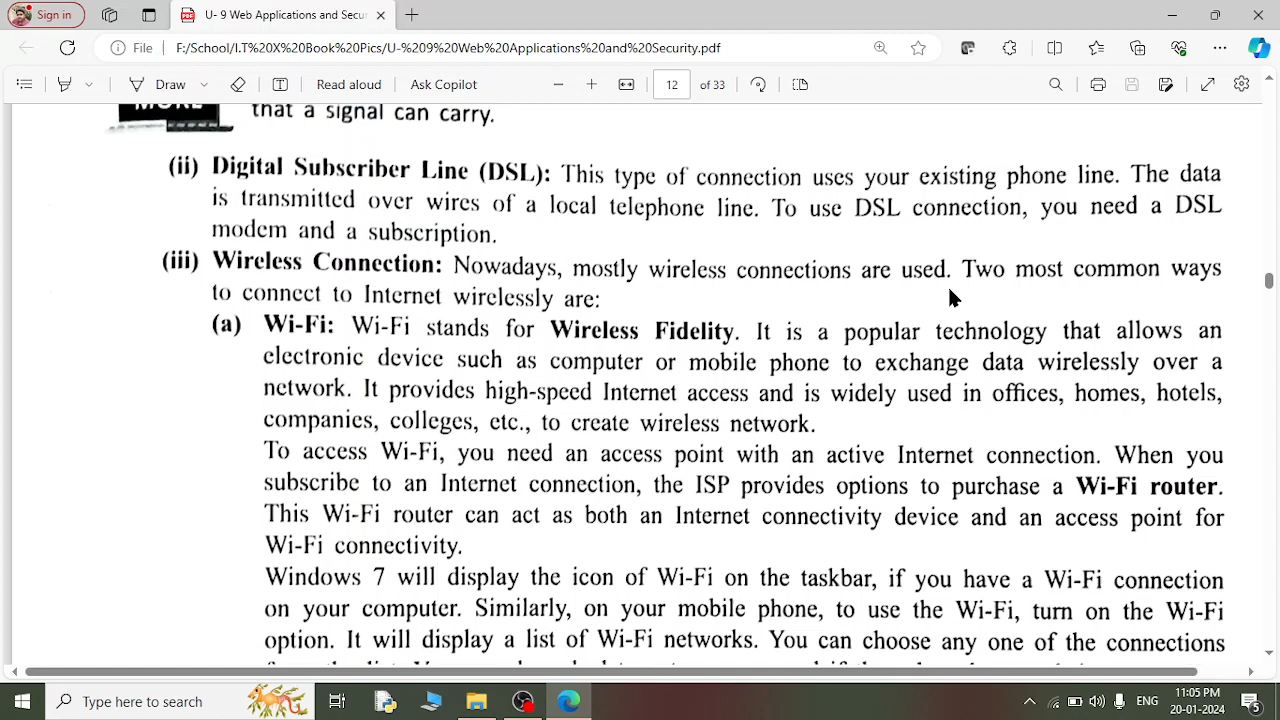 Sign in
U- 9 Web Applications and Secur
File
F:/School/I.T%20X%20Book%20Pics/U-%209%20Web%20Applications%20and%20Security.pdf
Draw
Read aloud
Ask Copilot
12
of 33
MORE
that a signal can carry.
(ii) Digital Subscriber Line (DSL): This type of connection uses your existing phone line. The data
is transmitted over wires of a local telephone line. To use DSL connection, you need a DSL
modem and a subscription.
(iii) Wireless Connection: Nowadays, mostly wireless connections are used. Two most common ways
to connect to Internet wirelessly are:
(a) Wi-Fi: Wi-Fi stands for Wireless Fidelity. It is a popular technology that allows an
electronic device such as computer or mobile phone to exchange data wirelessly over a
network. It provides high-speed Internet access and is widely used in offices, homes, hotels,
companies, colleges, etc., to create wireless network.
To access Wi-Fi, you need an access point with an active Internet connection. When you
subscribe to an Internet connection, the ISP provides options to purchase a Wi-Fi router.
This Wi-Fi router can act as both an Internet connectivity device and an access point for
Wi-Fi connectivity.
Windows 7 will display the icon of Wi-Fi on the taskbar, if you have a Wi-Fi connection
on your computer. Similarly, on your mobile phone, to use the Wi-Fi, turn on the Wi-Fi
option. It will display a list of Wi-Fi networks. You can choose any one of the connections
Type here to search
ENG
11:05 PM
20-01-2024
5